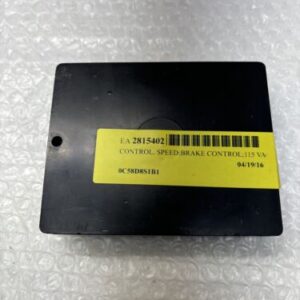 EA 2815402
CONTROL, SPEED;BRAKE CONTROL;115 VA
04/19/16
0C58D8S1B1